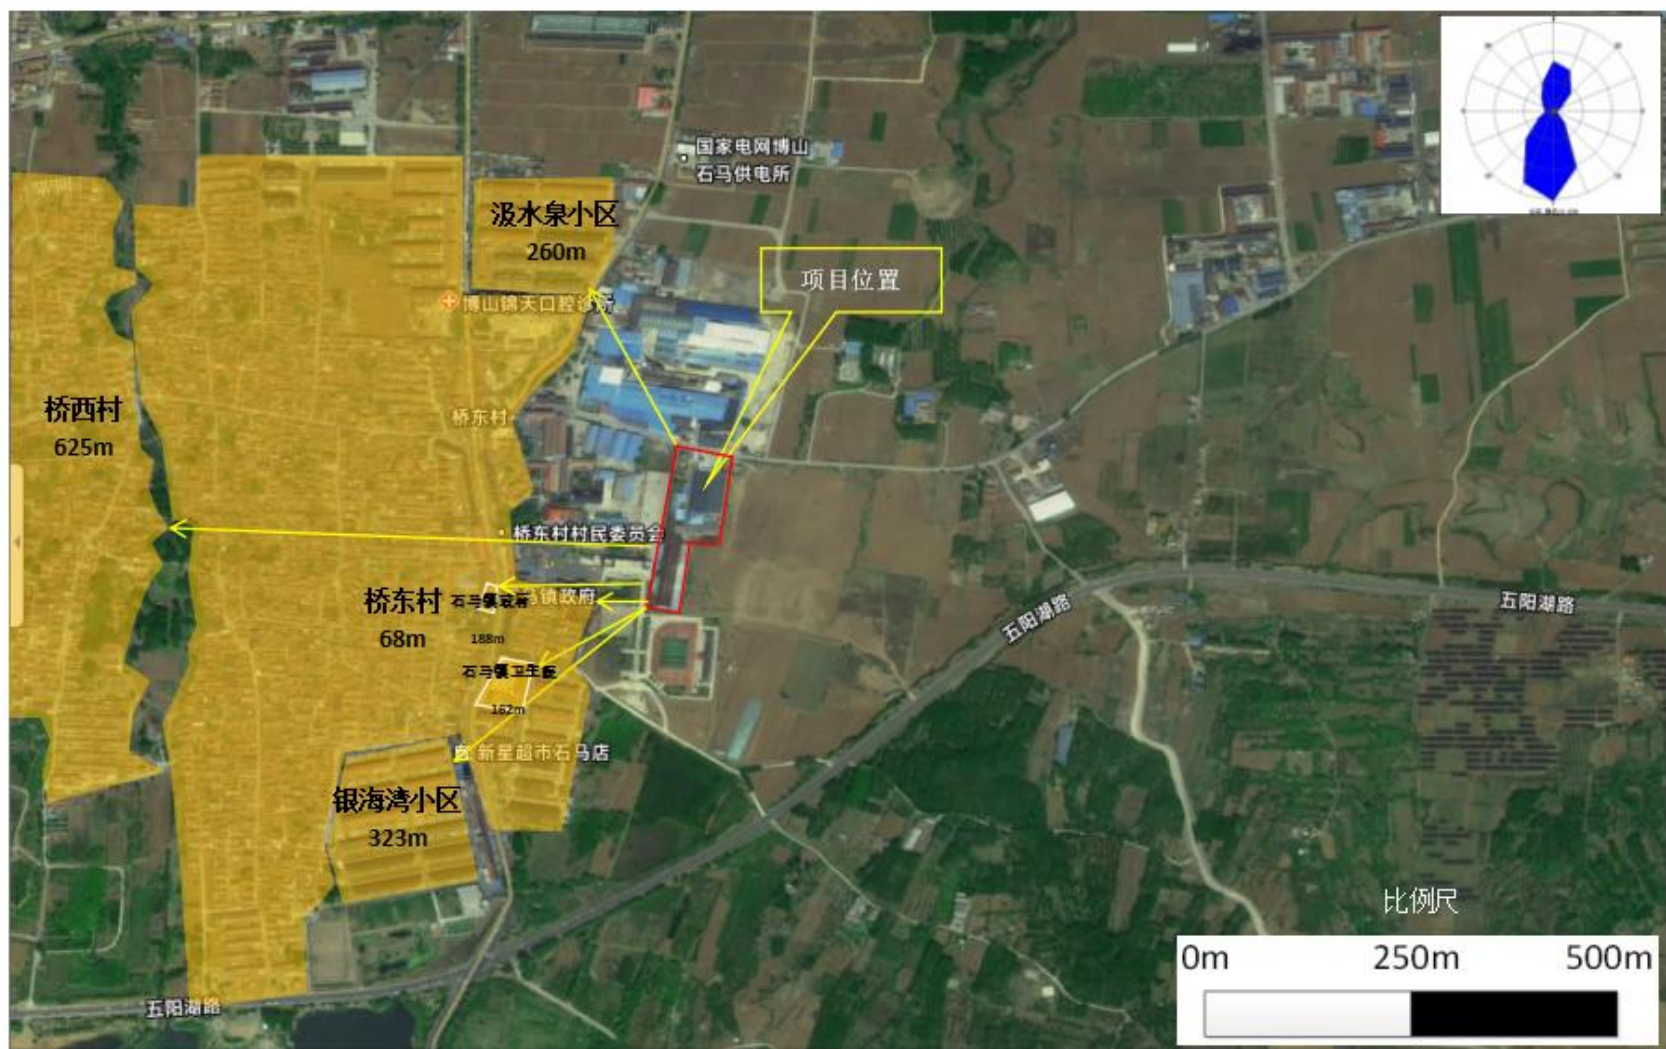 国家电网博山
石马供电所
汲水泉小区
260m
项目位置
博山锦天口腔诊所
桥西村
625m
桥东村
桥东村村民委员会
桥东村
68m
石马镇政府
马镇政府
188m
石马镇卫生院
162m
新星超市石马店
银海湾小区
323m
五阳湖路
五阳湖路
五阳湖路
比例尺
0m 250m 500m